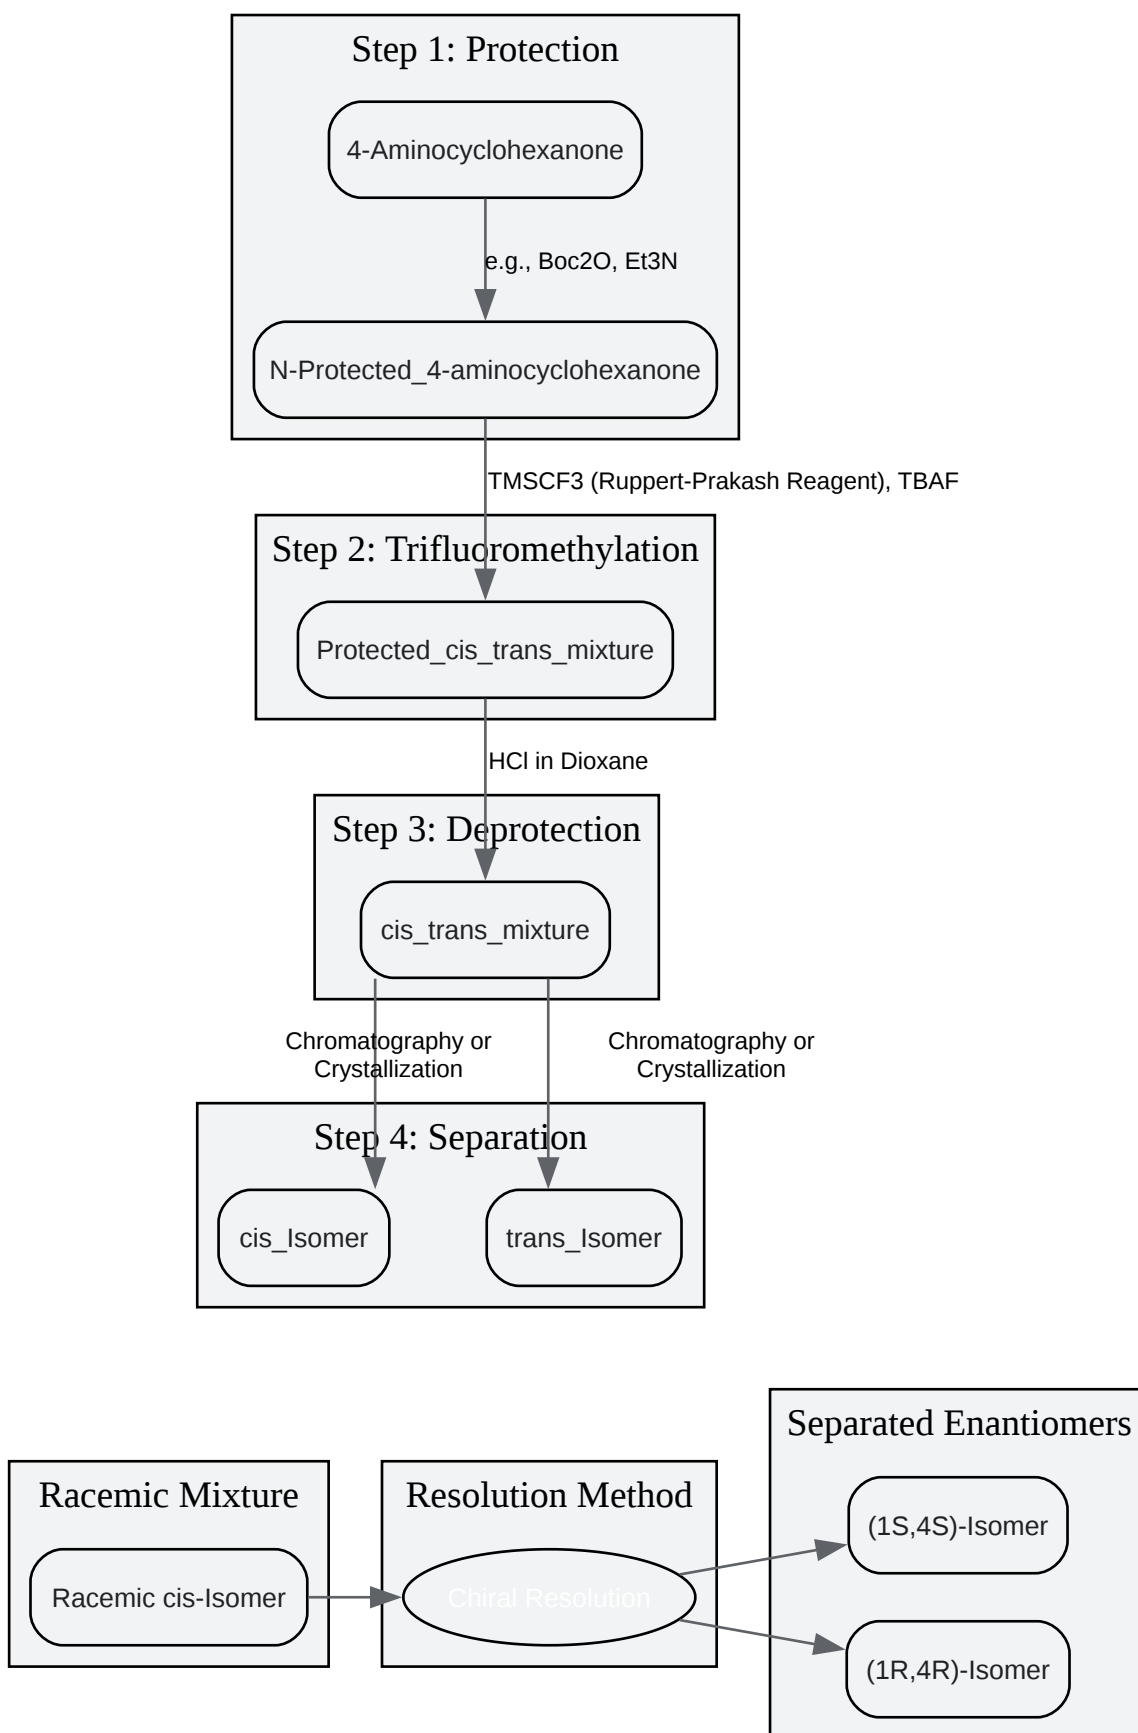 Step 1: Protection
4-Aminocyclohexanone
e.g., Boc2O, Et3N
N-Protected_4-aminocyclohexanone
TMSCF3 (Ruppert-Prakash Reagent), TBAF
Step 2: Trifluoromethylation
Protected_cis_trans_mixture
HCl in Dioxane
Step 3: Deprotection
cis_trans_mixture
Chromatography or
Crystallization
Chromatography or
Crystallization
Step 4: Separation
cis_Isomer
trans_Isomer
Racemic Mixture
Racemic cis-Isomer
Resolution Method
Chiral Resolution
Separated Enantiomers
(1S,4S)-Isomer
(1R,4R)-Isomer